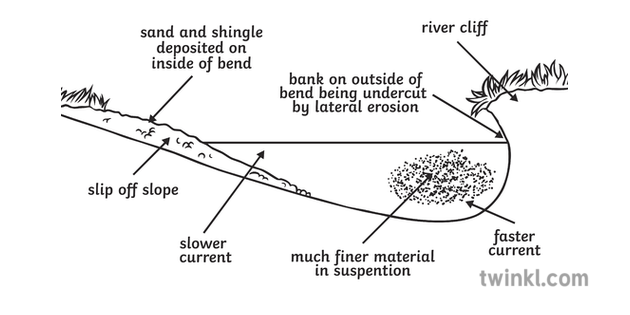 river cliff
sand and shingle
deposited on
inside of bend
bank on outside of
bend being undercut
by lateral erosion
slip off slope
slower
current
much finer material
in suspention
faster
current
twinkl.com